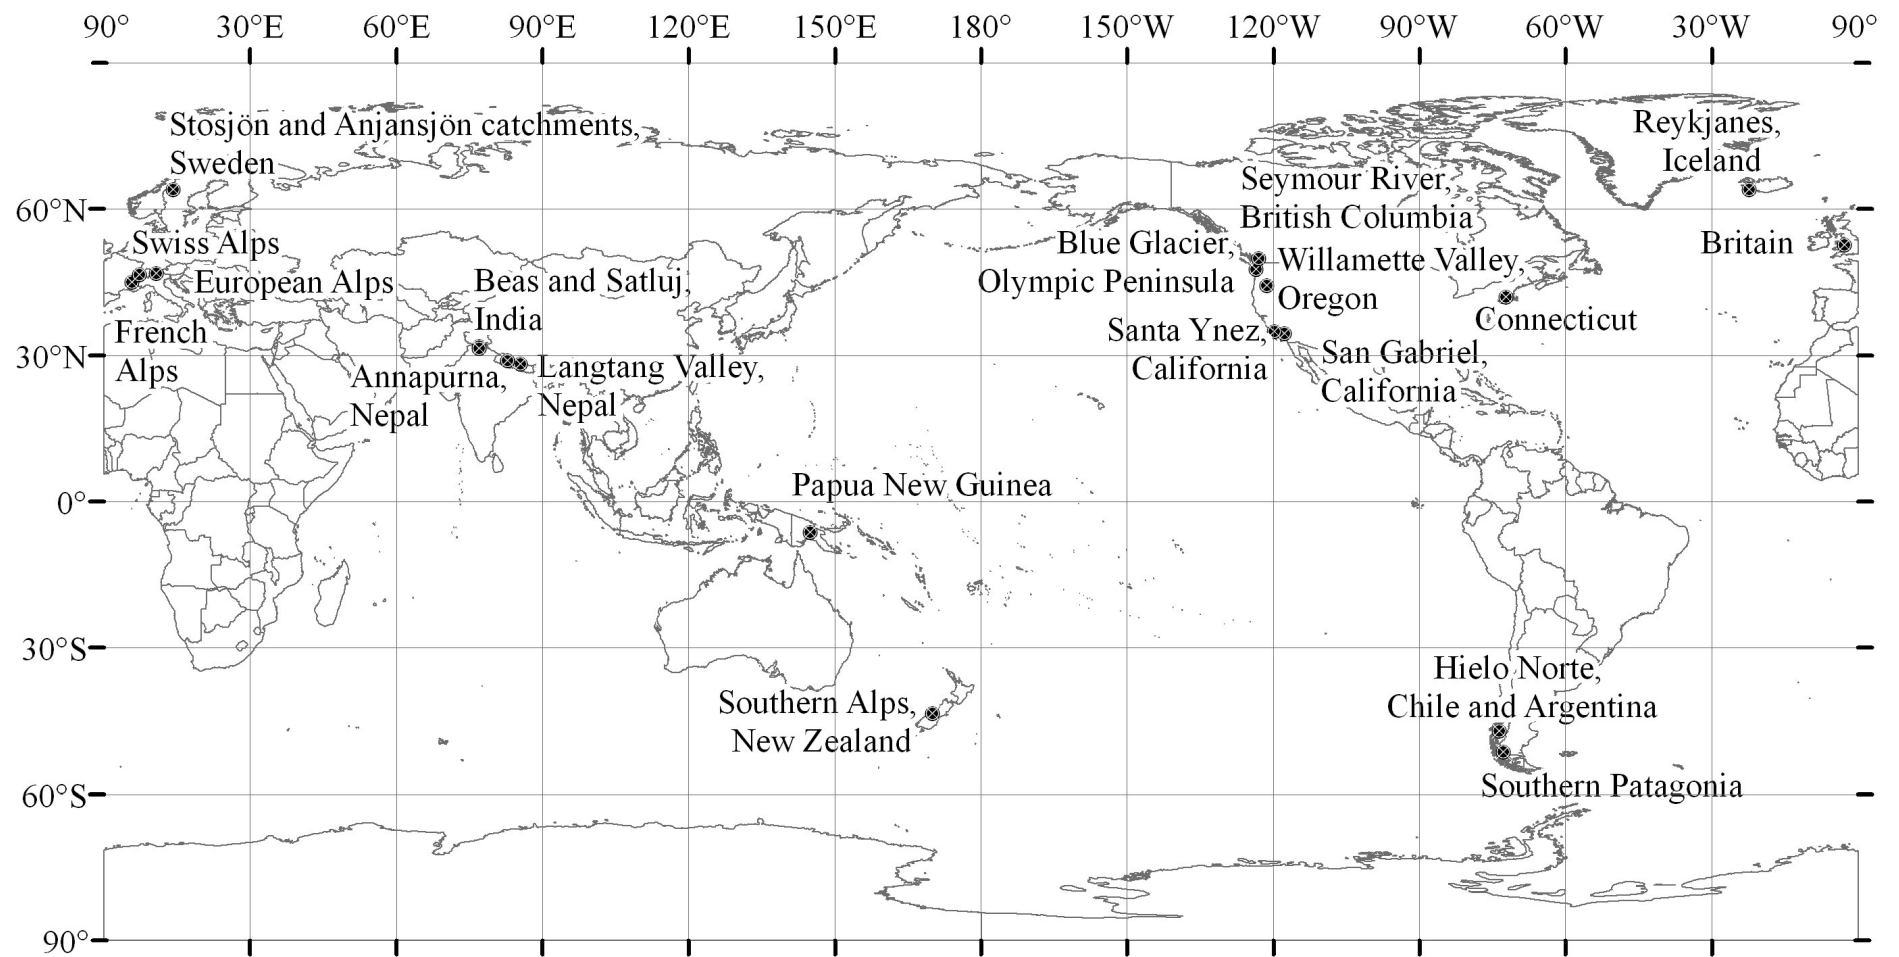 90° 30°E 60°E 90°E 120°E 150°E 180° 150°W 120°W 90°W 60°W 30°W 90°
Stosjön and Anjansjön catchments,
Sweden
Reykjanes,
Iceland
Seymour River,
British Columbia
60°N
Swiss Alps
European Alps
French
Alps
Beas and Satluj,
India
Blue Glacier,
Olympic Peninsula
Willamette Valley,
Oregon
Britain
Connecticut
Santa Ynez,
California
San Gabriel,
California
30°N
Annapurna,
Nepal
Langtang Valley,
Nepal
Papua New Guinea
0°
30°S
Southern Alps,
New Zealand
Hielo Norte,
Chile and Argentina
Southern Patagonia
60°S
90°